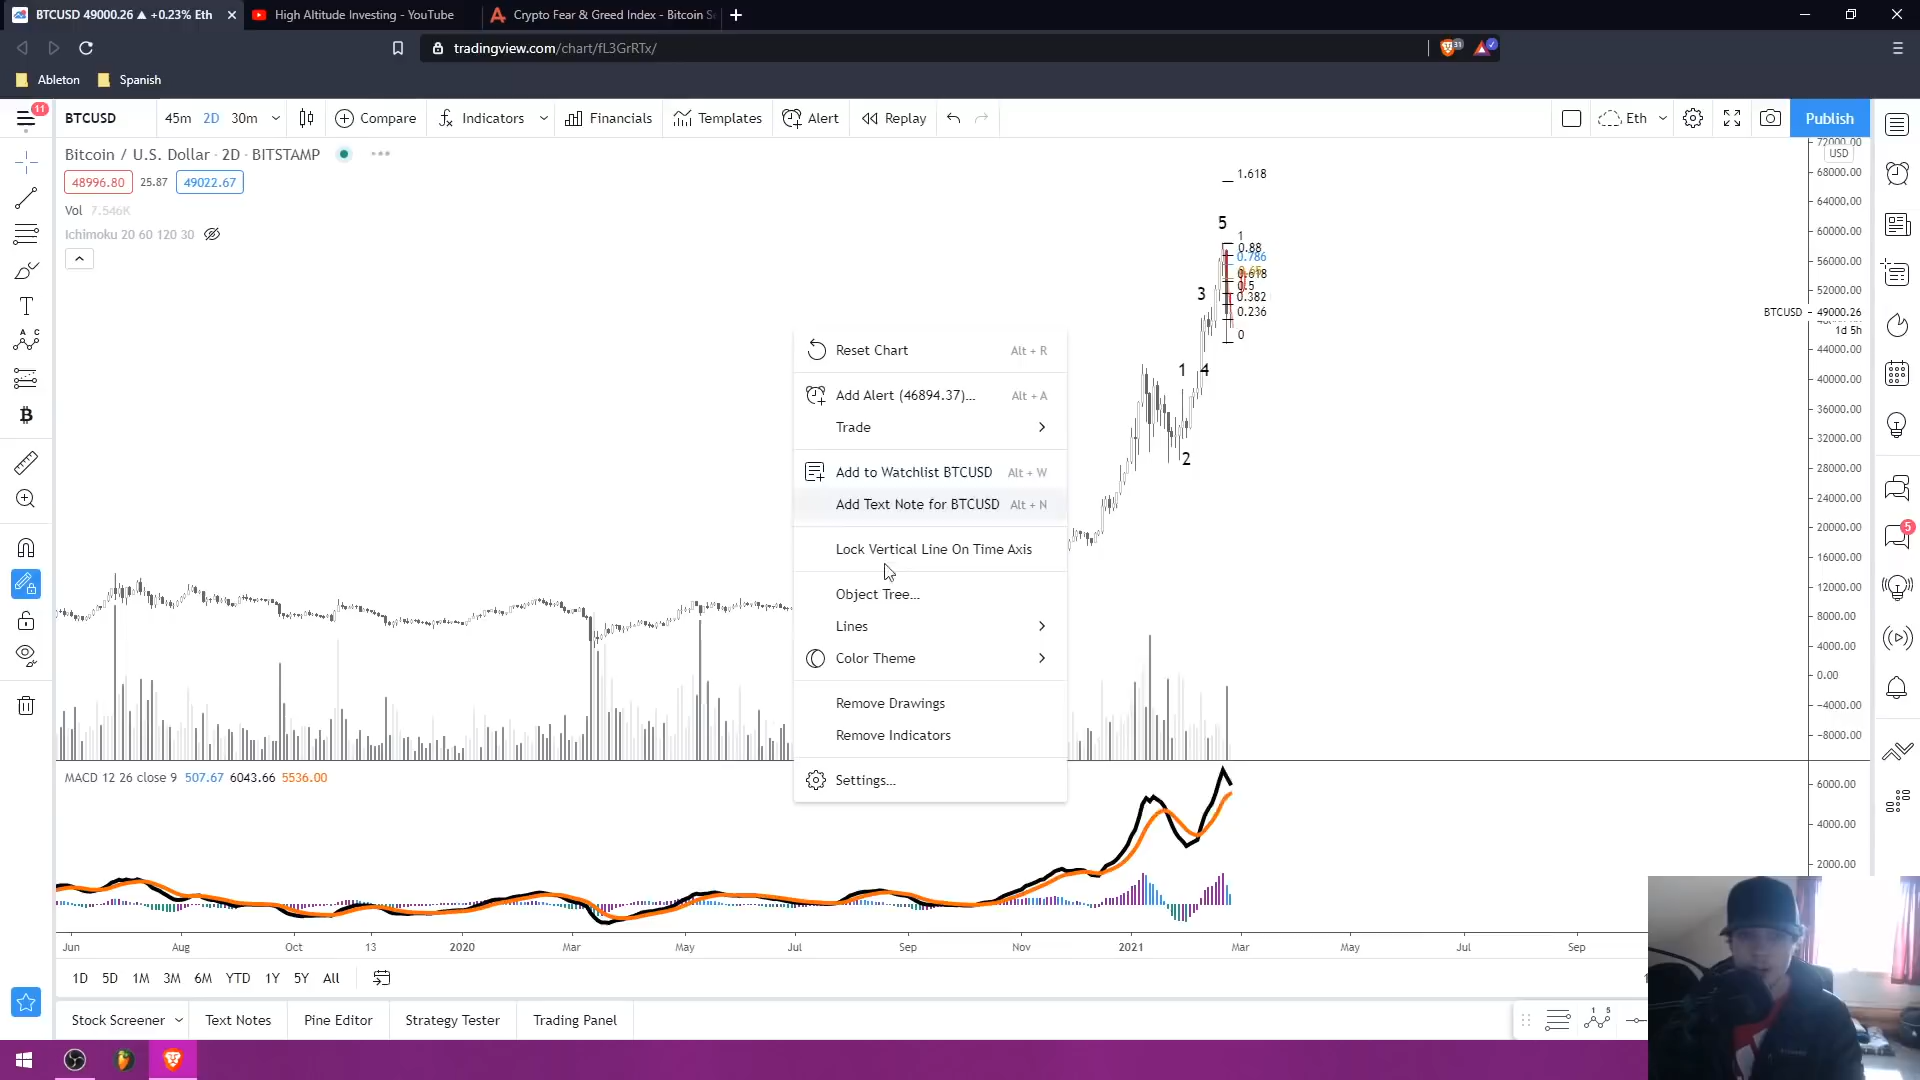 BTCUSD 49000.26 ▲ +0.23% Eth
High Altitude Investing - YouTube
Crypto Fear & Greed Index - Bitcoin S
tradingview.com/chart/fL3GrRTx/
31
Ableton
Spanish
11
BTCUSD
45m
2D
30m
Compare
Indicators
Financials
Templates
Alert
Replay
Eth
Publish
Bitcoin / U.S. Dollar · 2D · BITSTAMP
48996.80
25.87
49022.67
Vol 7.546K
Ichimoku 20 60 120 30
72000.00
USD
68000.00
64000.00
60000.00
56000.00
52000.00
BTCUSD
49000.26
1d 5h
44000.00
40000.00
36000.00
32000.00
28000.00
24000.00
20000.00
16000.00
12000.00
8000.00
4000.00
0.00
−4000.00
−8000.00
1.618
5
1
0.88
0.786
0.618
0.5
0.382
0.236
0
3
1
4
2
Reset Chart Alt + R
Add Alert (46894.37)... Alt + A
Trade
Add to Watchlist BTCUSD Alt + W
Add Text Note for BTCUSD Alt + N
Lock Vertical Line On Time Axis
Object Tree...
Lines
Color Theme
Remove Drawings
Remove Indicators
Settings...
5
MACD 12 26 close 9 507.67 6043.66 5536.00
6000.00
4000.00
2000.00
Jun
Aug
Oct
13
2020
Mar
May
Jul
Sep
Nov
2021
Mar
May
Jul
Sep
1D
5D
1M
3M
6M
YTD
1Y
5Y
All
Stock Screener
Text Notes
Pine Editor
Strategy Tester
Trading Panel
1 5